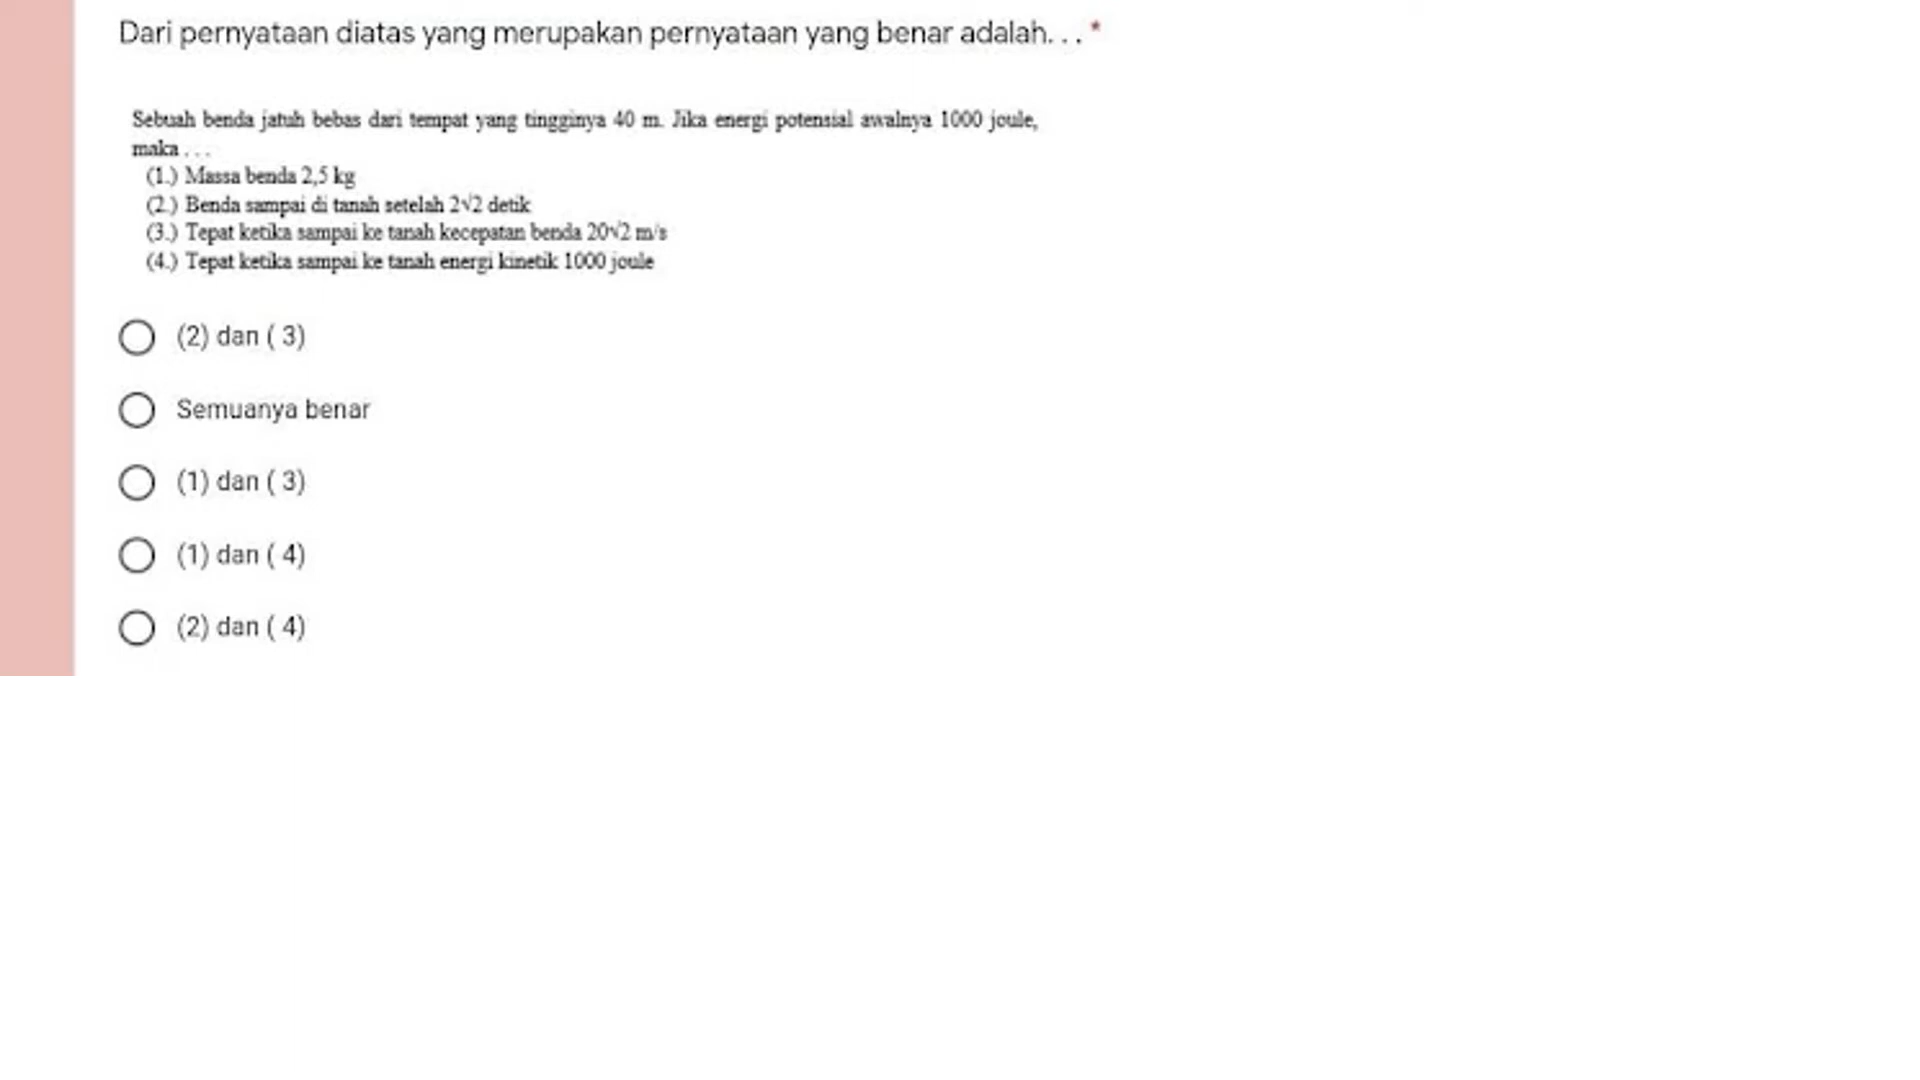 Dari pernyataan diatas yang merupakan pernyataan yang benar adalah. . . *
Sebuah benda jatuh bebas dari tempat yang tingginya 40 m. Jika energi potensial awalnya 1000 joule,
maka . . .
(1.) Massa benda 2,5 kg
(2.) Benda sampai di tanah setelah 2√2 detik
(3.) Tepat ketika sampai ke tanah kecepatan benda 20√2 m/s
(4.) Tepat ketika sampai ke tanah energi kinetik 1000 joule
(2) dan ( 3)
Semuanya benar
(1) dan ( 3)
(1) dan ( 4)
(2) dan ( 4)